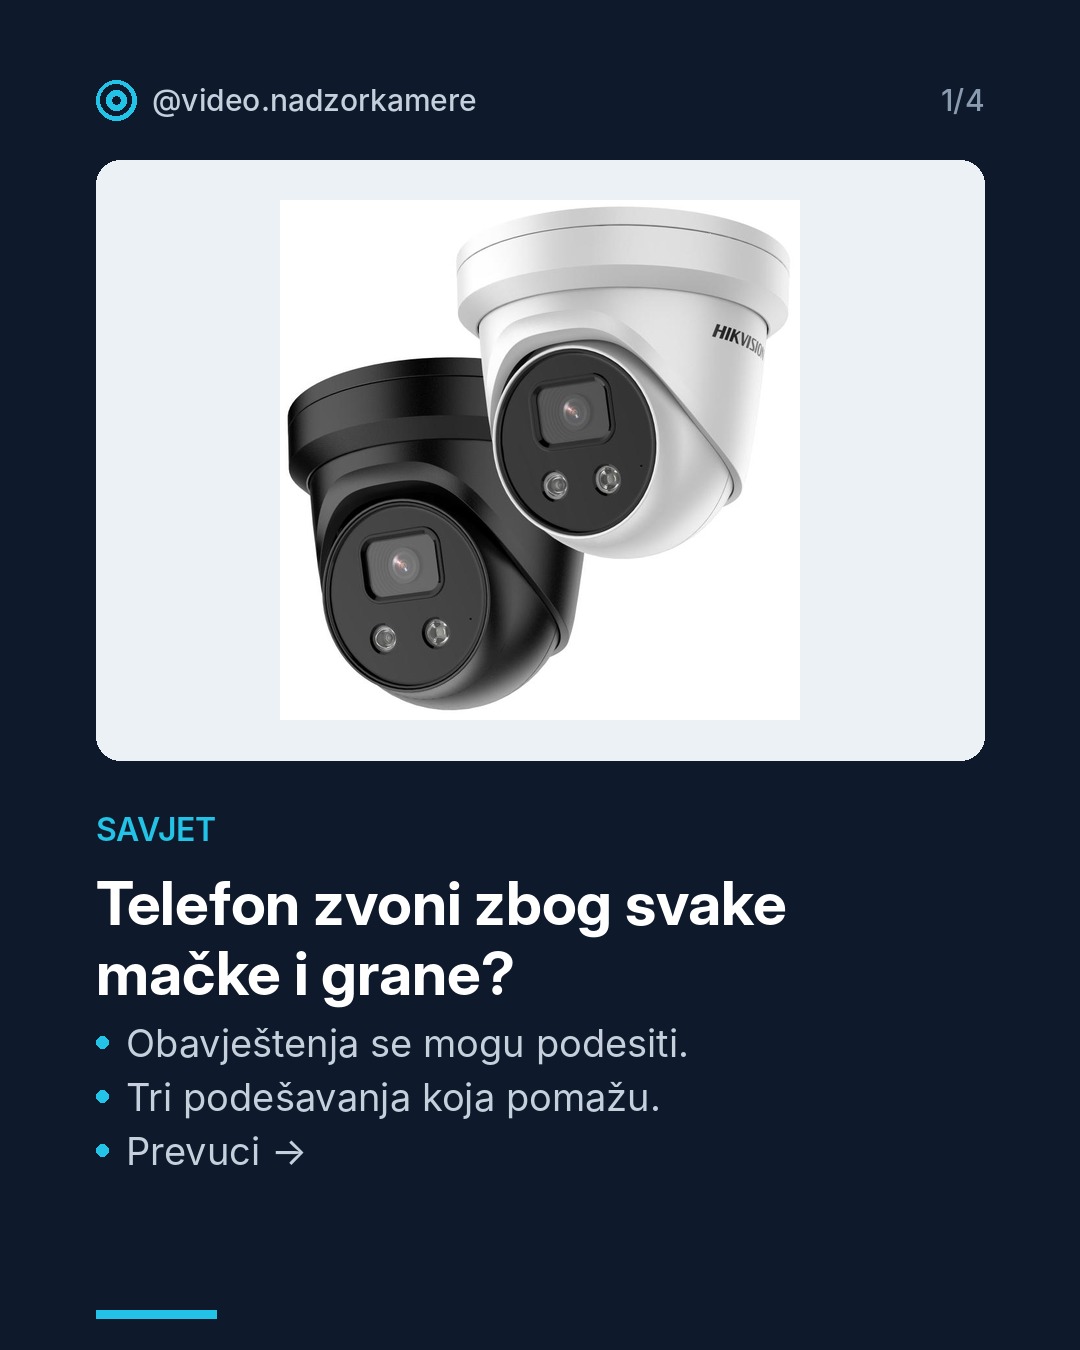 @video.nadzorkamere
1/4
HIKVISION
SAVJET
Telefon zvoni zbog svake
mačke i grane?
• Obavještenja se mogu podesiti.
• Tri podešavanja koja pomažu.
• Prevuci →